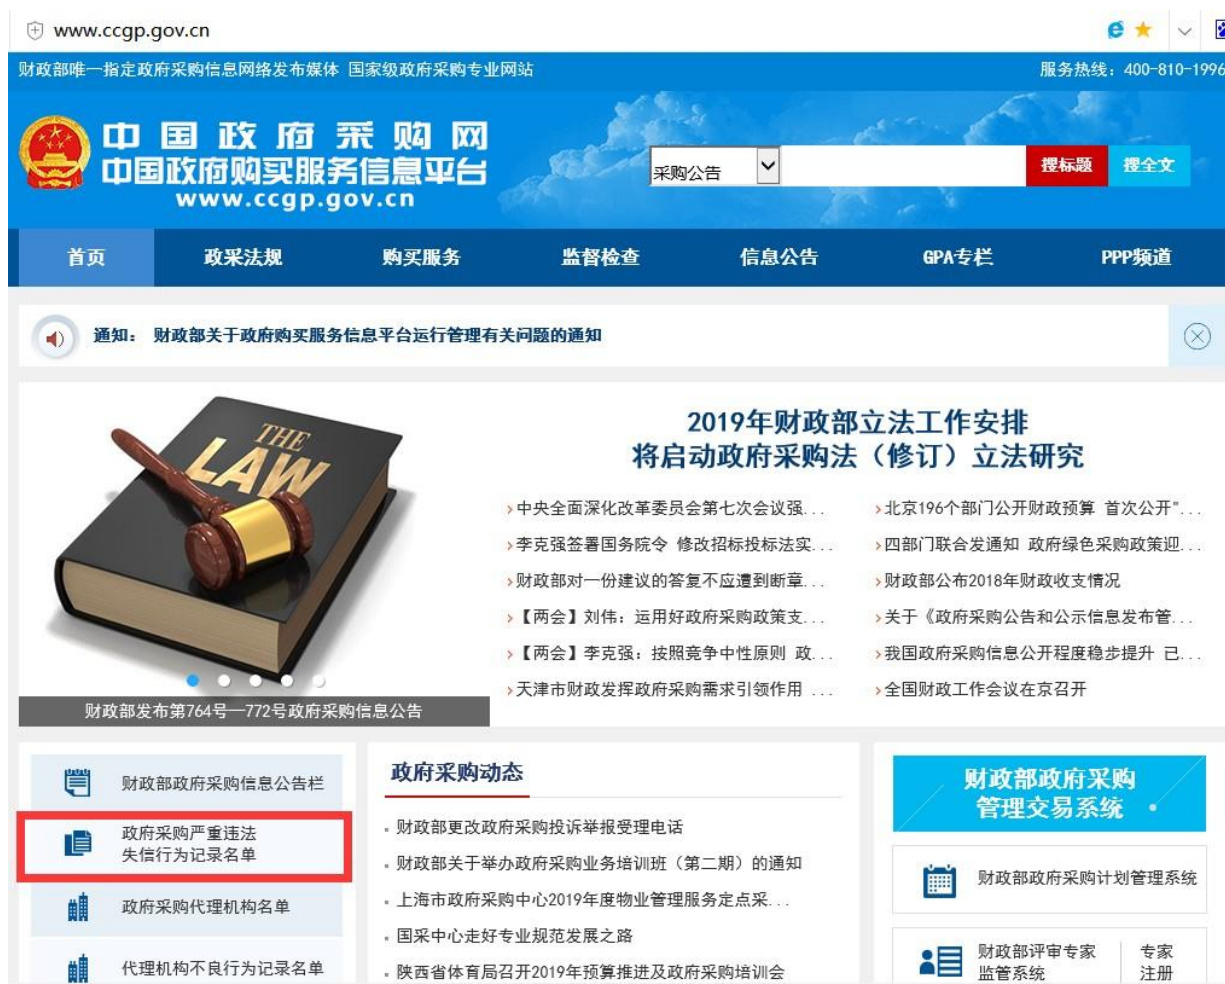 www.ccgp.gov.cn
财政部唯一指定政府采购信息网络发布媒体 国家级政府采购专业网站
服务热线：400-810-1996
中国政府采购网
中国政府购买服务信息平台
www.ccgp.gov.cn
采购公告
搜标题
搜全文
首页
政采法规
购买服务
监督检查
信息公告
GPA专栏
PPP频道
通知： 财政部关于政府购买服务信息平台运行管理有关问题的通知
THE
LAW
财政部发布第764号—772号政府采购信息公告
2019年财政部立法工作安排
将启动政府采购法（修订）立法研究
中央全面深化改革委员会第七次会议强...
李克强签署国务院令 修改招标投标法实...
财政部对一份建议的答复不应遭到断章...
【两会】刘伟：运用好政府采购政策支...
【两会】李克强：按照竞争中性原则 政...
天津市财政发挥政府采购需求引领作用 ...
北京196个部门公开财政预算 首次公开"...
四部门联合发通知 政府绿色采购政策迎...
财政部公布2018年财政收支情况
关于《政府采购公告和公示信息发布管...
我国政府采购信息公开程度稳步提升 已...
全国财政工作会议在京召开
财政部政府采购信息公告栏
政府采购严重违法
失信行为记录名单
政府采购代理机构名单
代理机构不良行为记录名单
政府采购动态
财政部更改政府采购投诉举报受理电话
财政部关于举办政府采购业务培训班（第二期）的通知
上海市政府采购中心2019年度物业管理服务定点采...
国采中心走好专业规范发展之路
陕西省体育局召开2019年预算推进及政府采购培训会
财政部政府采购
管理交易系统
财政部政府采购计划管理系统
财政部评审专家
监管系统
专家
注册